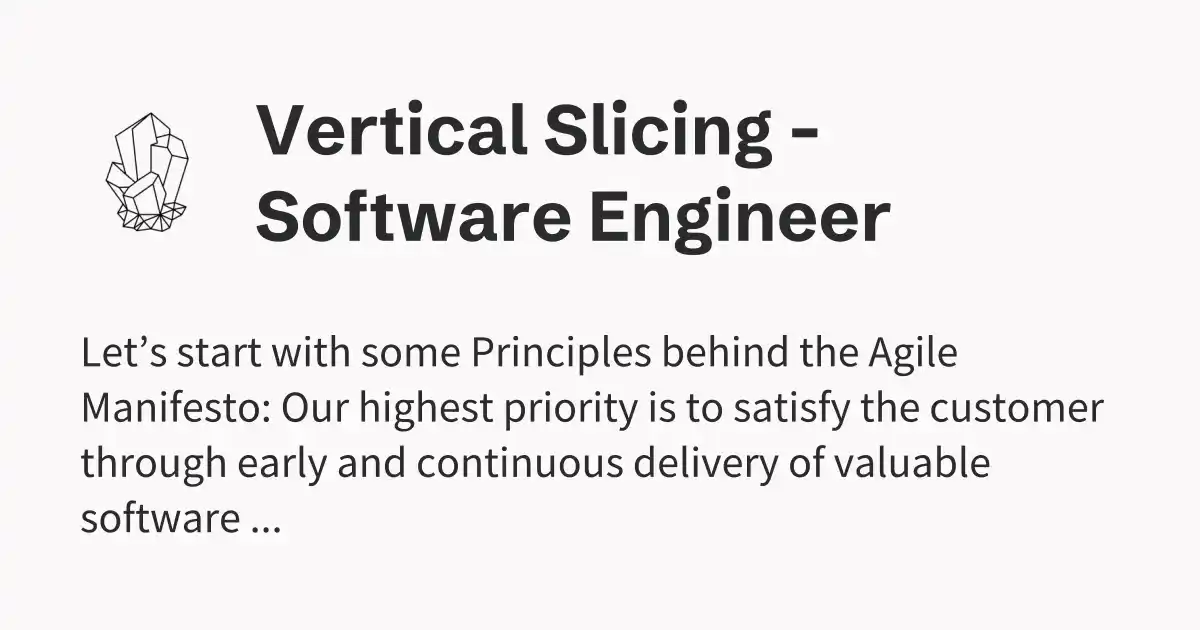 Vertical Slicing -
Software Engineer
Let’s start with some Principles behind the Agile
Manifesto: Our highest priority is to satisfy the customer
through early and continuous delivery of valuable
software ...